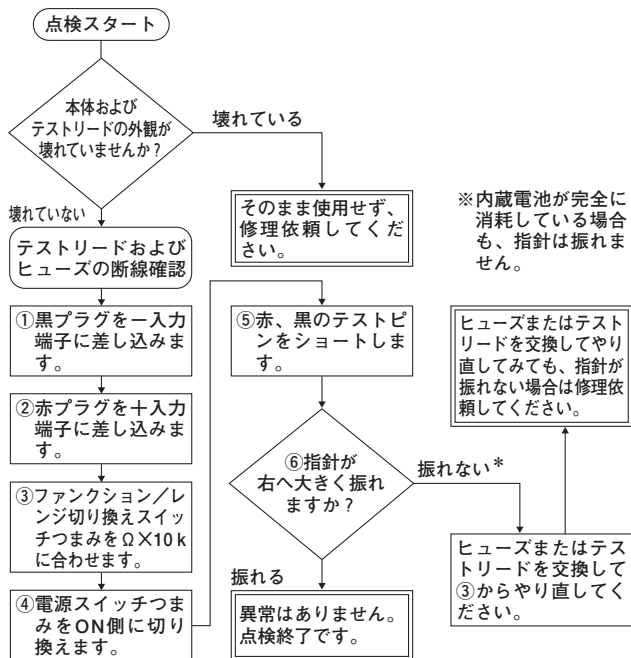 点検スタート
本体および
テストリードの外観が
壊れていませんか？
壊れている
壊れていない
そのまま使用せず、
修理依頼してくだ
さい。
※内蔵電池が完全に
消耗している場合
も、指針は振れま
せん。
テストリードおよび
ヒューズの断線確認
①黒プラグを－入力
端子に差し込みま
す。
②赤プラグを＋入力
端子に差し込みま
す。
③ファンクション／レ
ンジ切り換えスイッ
チつまみをΩ×10 k
に合わせます。
④電源スイッチつま
みをON側に切り
換えます。
⑤赤、黒のテストピ
ンをショートしま
す。
⑥指針が
右へ大きく振れ
ますか？
振れない*
振れる
異常はありません。
点検終了です。
ヒューズまたはテス
トリードを交換して
③からやり直してく
ださい。
ヒューズまたはテスト
リードを交換してやり
直してみても、指針が
振れない場合は修理依
頼してください。